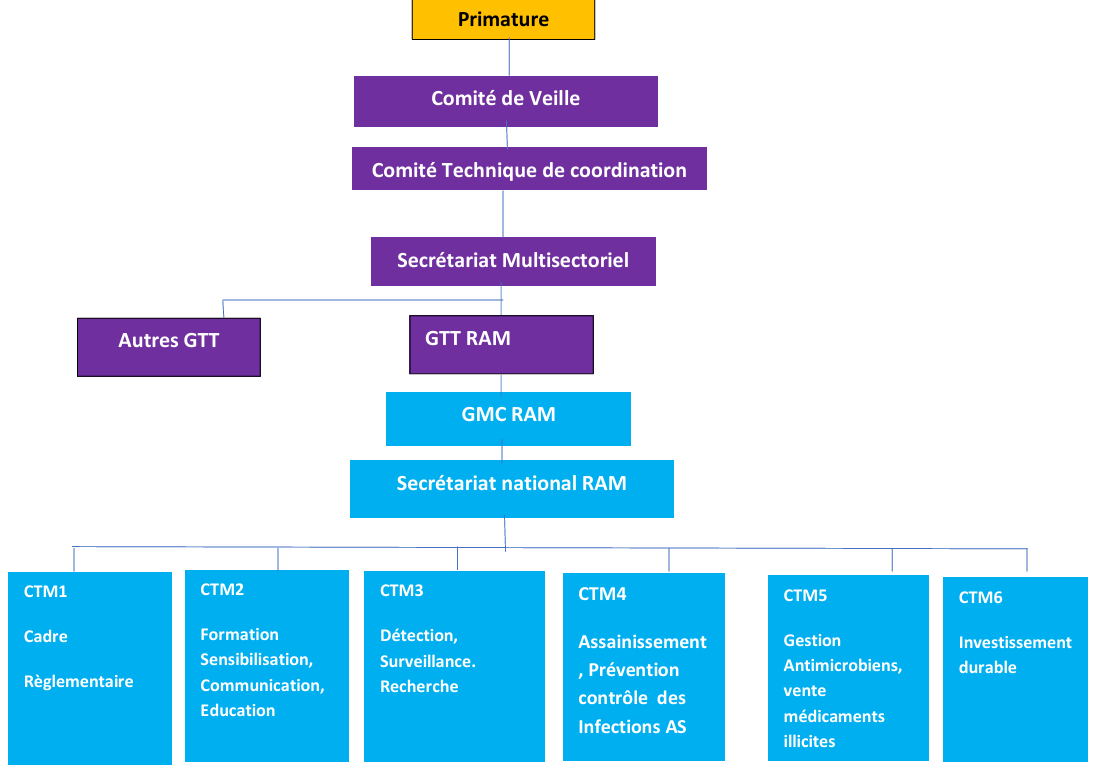 Primature
Comité de Veille
Comité Technique de coordination
Secrétariat Multisectoriel
Autres GTT
GTT RAM
GMC RAM
Secrétariat national RAM
CTM1
Cadre
Règlementaire
CTM2
Formation
Sensibilisation,
Communication,
Education
CTM3
Détection,
Surveillance.
Recherche
CTM4
Assainissement
, Prévention
contrôle des
Infections AS
CTM5
Gestion
Antimicrobiens,
vente
médicaments
illicites
CTM6
Investissement
durable